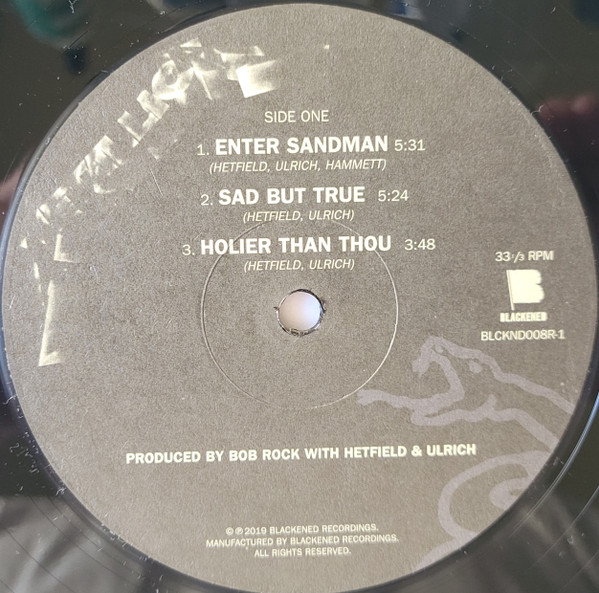 METALLICA
SIDE ONE
1. ENTER SANDMAN 5:31
(HETFIELD, ULRICH, HAMMETT)
2. SAD BUT TRUE 5:24
(HETFIELD, ULRICH)
3. HOLIER THAN THOU 3:48
(HETFIELD, ULRICH)
33 1/3 RPM
B
BLACKENED
BLCKND008R-1
PRODUCED BY BOB ROCK WITH HETFIELD & ULRICH
© ℗ 2019 BLACKENED RECORDINGS.
MANUFACTURED BY BLACKENED RECORDINGS.
ALL RIGHTS RESERVED.